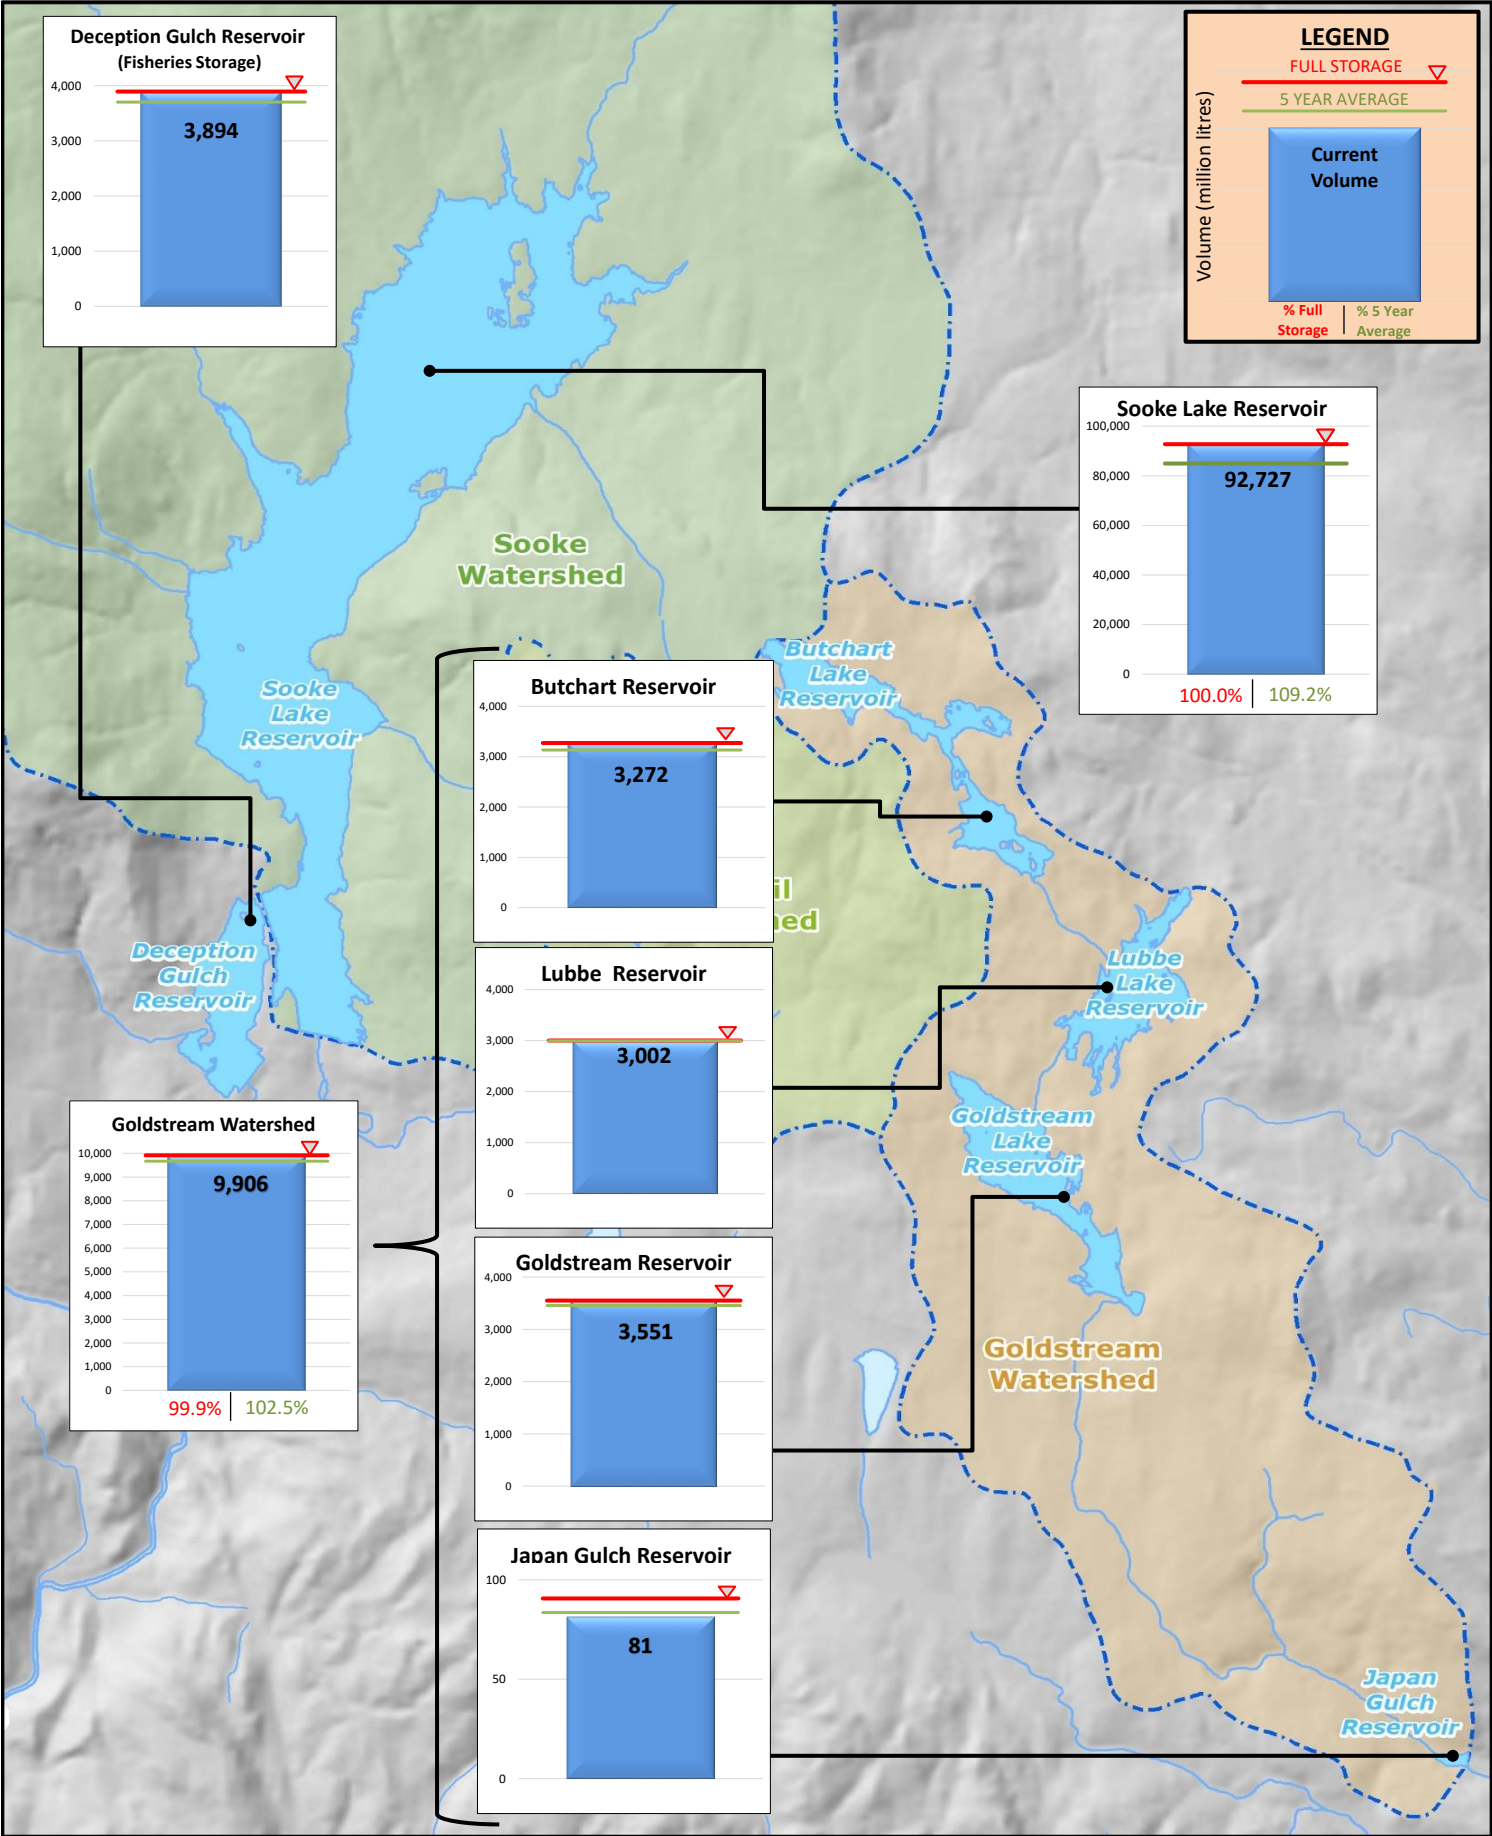 Deception Gulch Reservoir
(Fisheries Storage)
4,000
3,000
2,000
1,000
0
3,894
LEGEND
FULL STORAGE
5 YEAR AVERAGE
Volume (million litres)
Current
Volume
% Full
Storage
% 5 Year
Average
Sooke Lake Reservoir
100,000
80,000
60,000
40,000
20,000
0
92,727
100.0%
109.2%
Sooke
Watershed
Sooke
Lake
Reservoir
Butchart
Lake
Reservoir
Butchart Reservoir
4,000
3,000
2,000
1,000
0
3,272
il
ed
Deception
Gulch
Reservoir
Lubbe Reservoir
4,000
3,000
2,000
1,000
0
3,002
Lubbe
Lake
Reservoir
Goldstream Watershed
10,000
9,000
8,000
7,000
6,000
5,000
4,000
3,000
2,000
1,000
0
9,906
99.9%
102.5%
Goldstream
Lake
Reservoir
Goldstream Reservoir
4,000
3,000
2,000
1,000
0
3,551
Goldstream
Watershed
Japan Gulch Reservoir
100
50
0
81
Japan
Gulch
Reservoir